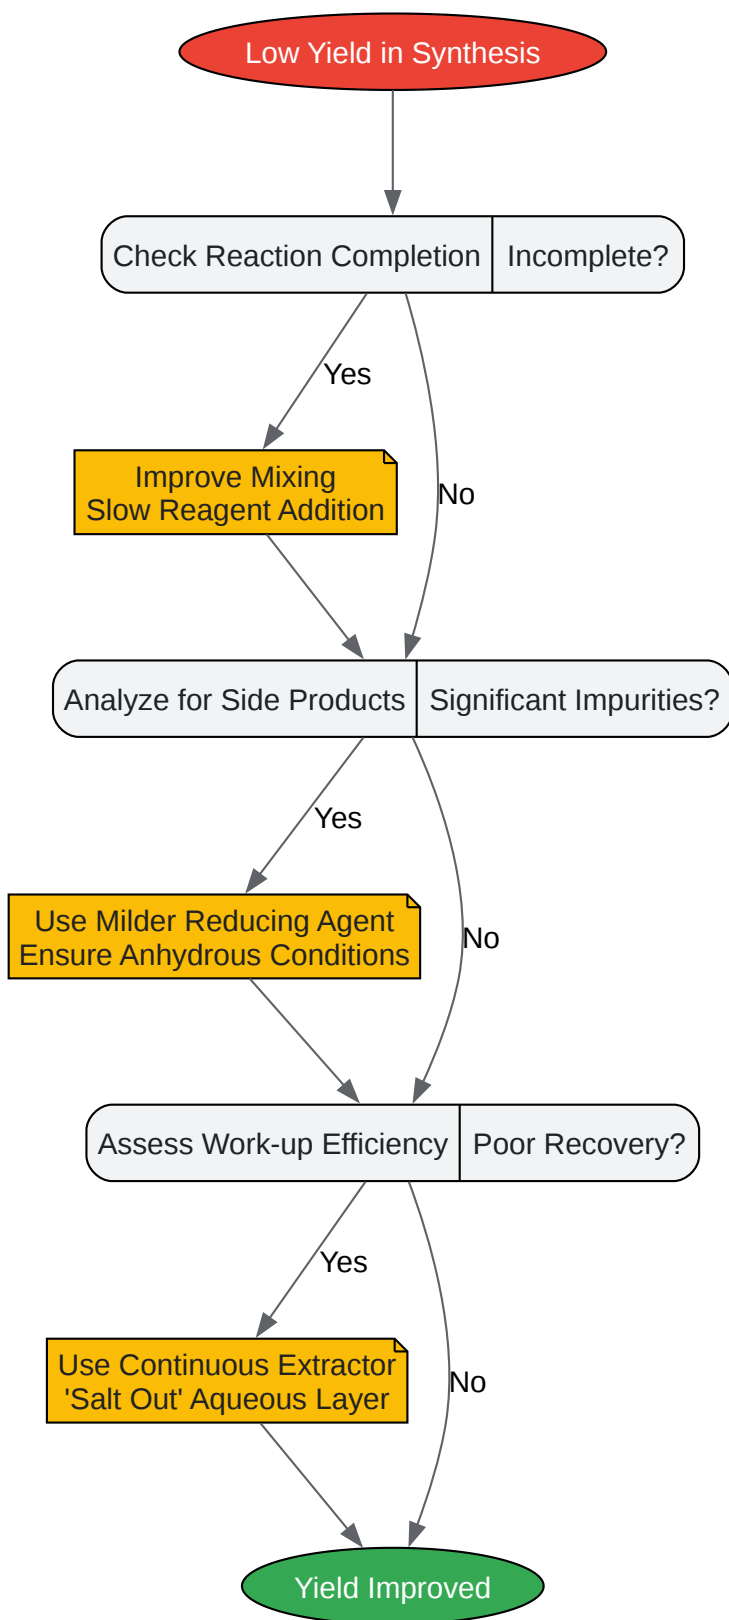 Low Yield in Synthesis
Check Reaction Completion
Incomplete?
Yes
Improve Mixing
Slow Reagent Addition
No
Analyze for Side Products
Significant Impurities?
Yes
Use Milder Reducing Agent
Ensure Anhydrous Conditions
No
Assess Work-up Efficiency
Poor Recovery?
Yes
Use Continuous Extractor
'Salt Out' Aqueous Layer
No
Yield Improved